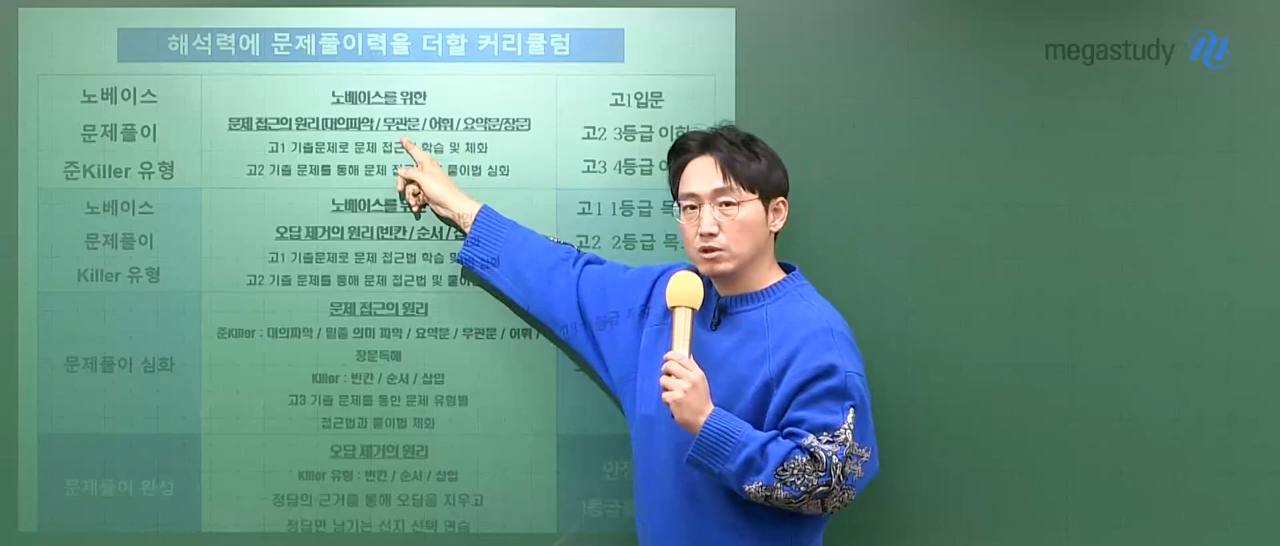 해석력에 문제풀이력을 더할 커리큘럼
megastudy
노베이스
문제풀이
준Killer 유형
노베이스를 위한
문제 접근의 원리 (대의파악 / 무관문 / 어휘 / 요약문/장문)
고1 기출문제로 문제 접근 학습 및 체화
고2 기출 문제를 통해 문제 풀이법 심화
고1입문
고2 3등급 이하
고3 4등급
노베이스
문제풀이
Killer 유형
노베이스를
오답 제거의 원리 (빈칸 / 순서 /
고1 기출문제로 문제 접근법 학습 및
고2 기출 문제를 통해 문제 접근법 및
고1 1등급
고2 2등급 목
문제풀이 심화
문제 접근의 원리
준Killer : 대의파악 / 밑줄 의미 파악 / 요약문 / 무관문 / 어휘 /
장문독해
Killer : 빈칸 / 순서 / 삽입
고3 기출 문제를 통한 문제 유형별
접근법과 풀이법 체화
문제풀이 완성
오답 제거의 원리
Killer 유형 : 빈칸 / 순서 / 삽입
정답의 근거를 통해 오답을 지우고
정답만 남기는 선지 선택 연습